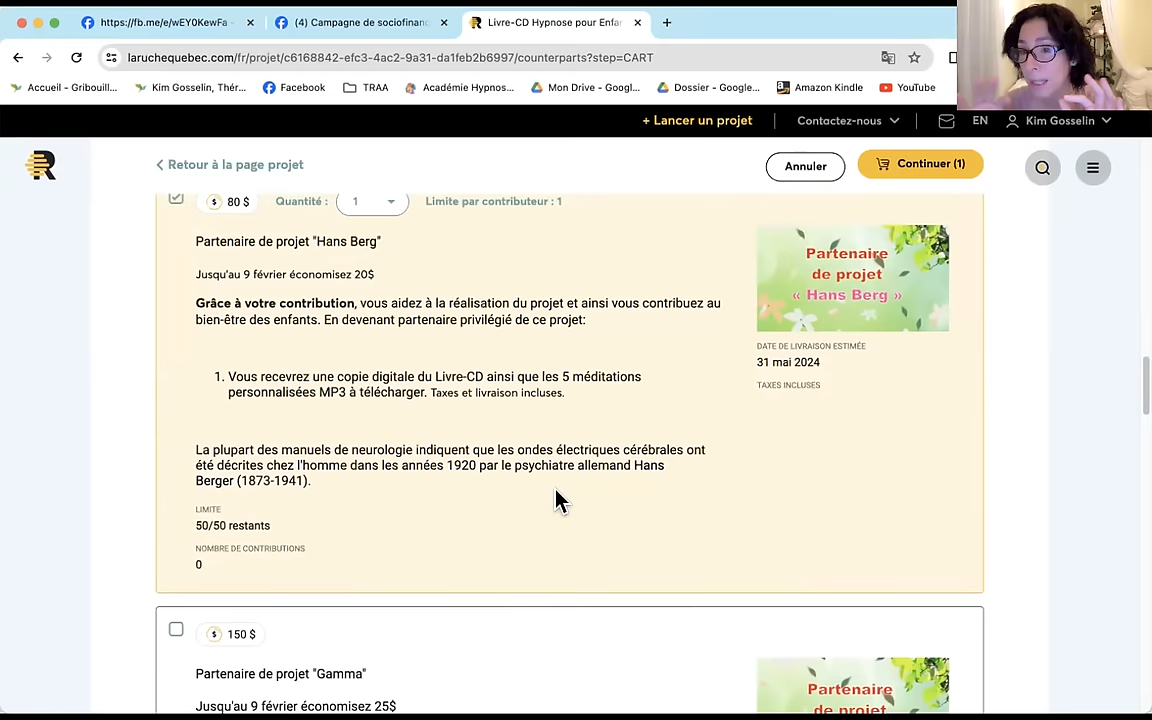 https://fb.me/e/wEY0KewFa
(4) Campagne de sociofinanc
Livre-CD Hypnose pour Enfan
laruchequebec.com/fr/projet/c6168842-efc3-4ac2-9a31-da1feb2b6997/counterparts?step=CART
Accueil - Gribouill... Kim Gosselin, Thér... Facebook TRAA Académie Hypnos... Mon Drive - Googl... Dossier - Google... Amazon Kindle YouTube
+ Lancer un projet Contactez-nous EN Kim Gosselin
R
Retour à la page projet
Annuler
Continuer (1)
$ 80 $ Quantité : 1 Limite par contributeur : 1
Partenaire de projet "Hans Berg"
Jusqu'au 9 février économisez 20$
Grâce à votre contribution, vous aidez à la réalisation du projet et ainsi vous contribuez au
bien-être des enfants. En devenant partenaire privilégié de ce projet:
1. Vous recevrez une copie digitale du Livre-CD ainsi que les 5 méditations
personnalisées MP3 à télécharger. Taxes et livraison incluses.
La plupart des manuels de neurologie indiquent que les ondes électriques cérébrales ont
été décrites chez l'homme dans les années 1920 par le psychiatre allemand Hans
Berger (1873-1941).
LIMITE
50/50 restants
NOMBRE DE CONTRIBUTIONS
0
Partenaire
de projet
« Hans Berg »
DATE DE LIVRAISON ESTIMÉE
31 mai 2024
TAXES INCLUSES
$ 150 $
Partenaire de projet "Gamma"
Jusqu'au 9 février économisez 25$
Partenaire
de projet